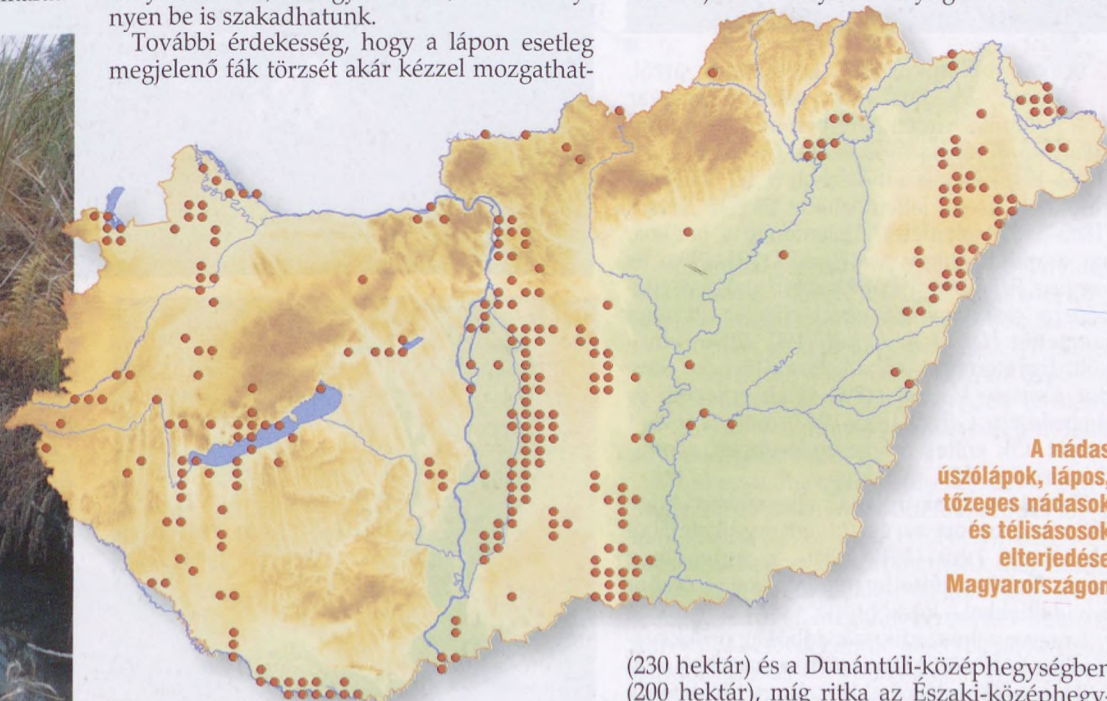 nyen be is szakadhatunk.
További érdekesség, hogy a lápon esetleg
megjelenő fák törzsét akár kézzel mozgathat-
A nádas
úszólápok, lápos,
tőzeges nádasok
és télisásosok
elterjedése
Magyarországon
(230 hektár) és a Dunántúli-középhegységben
(200 hektár), míg ritka az Északi-középhegy-